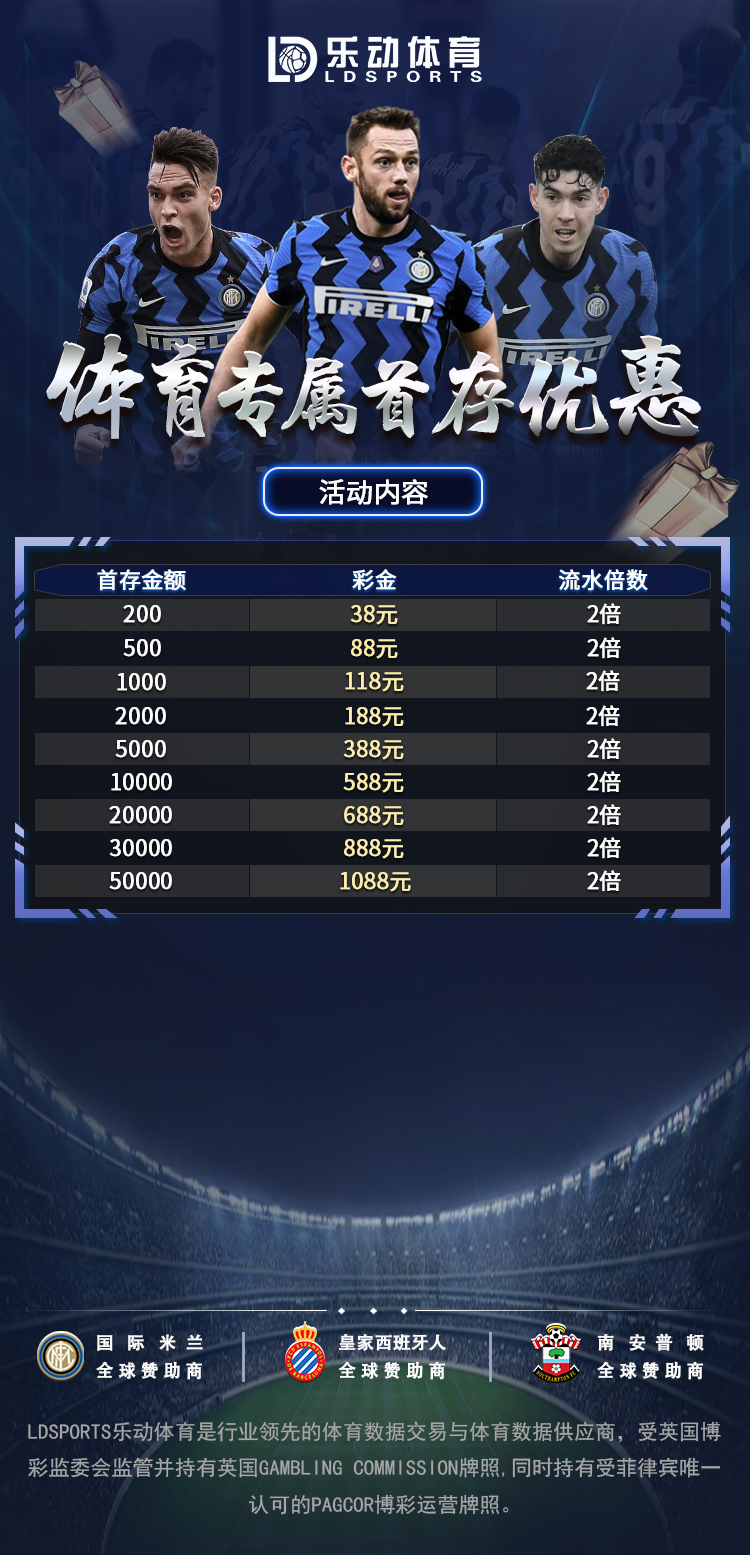 乐动体育
LDSPORTS
IRELLI
PIRELLI
PIRELLI
体育专属首存优惠
活动内容
首存金额 彩金 流水倍数
200 38元 2倍
500 88元 2倍
1000 118元 2倍
2000 188元 2倍
5000 388元 2倍
10000 588元 2倍
20000 688元 2倍
30000 888元 2倍
50000 1088元 2倍
国际米兰 皇家西班牙人 南安普顿
全球赞助商 全球赞助商 全球赞助商
LDSPORTS乐动体育是行业领先的体育数据交易与体育数据供应商，受英国博
彩监委会监管并持有英国GAMBLING COMMISSION牌照,同时持有受菲律宾唯一
认可的PAGCOR博彩运营牌照。